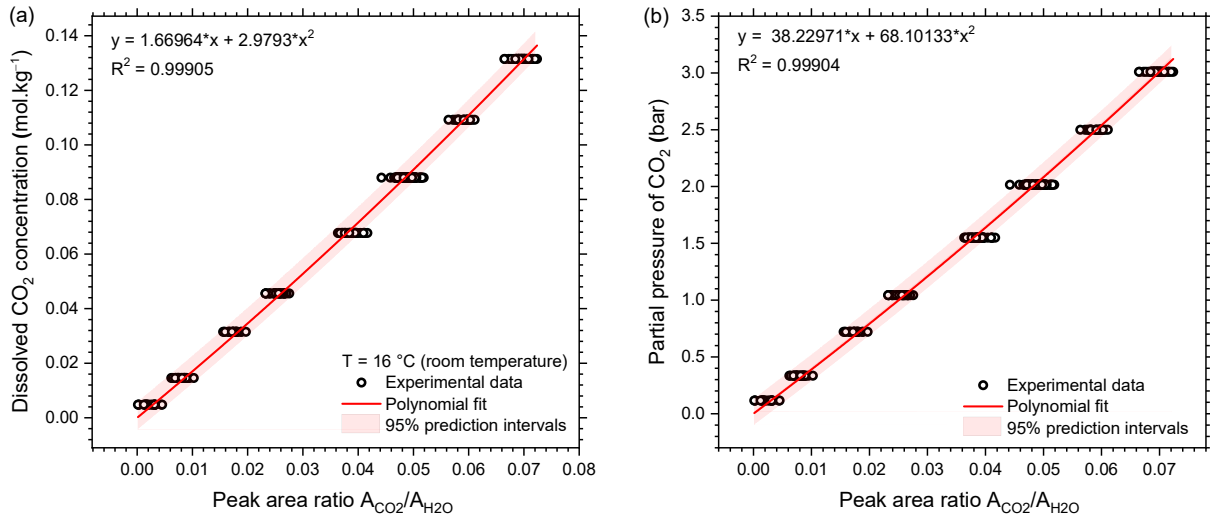 (a)
y = 1.66964*x + 2.9793*x²
R² = 0.99905
0.14
0.12
0.10
0.08
0.06
0.04
0.02
0.00
Dissolved CO₂ concentration (mol.kg⁻¹)
T = 16 °C (room temperature)
Experimental data
Polynomial fit
95% prediction intervals
0.00 0.01 0.02 0.03 0.04 0.05 0.06 0.07 0.08
Peak area ratio A_CO2/A_H2O
(b)
y = 38.22971*x + 68.10133*x²
R² = 0.99904
3.5
3.0
2.5
2.0
1.5
1.0
0.5
0.0
Partial pressure of CO₂ (bar)
Experimental data
Polynomial fit
95% prediction intervals
0.00 0.01 0.02 0.03 0.04 0.05 0.06 0.07
Peak area ratio A_CO2/A_H2O